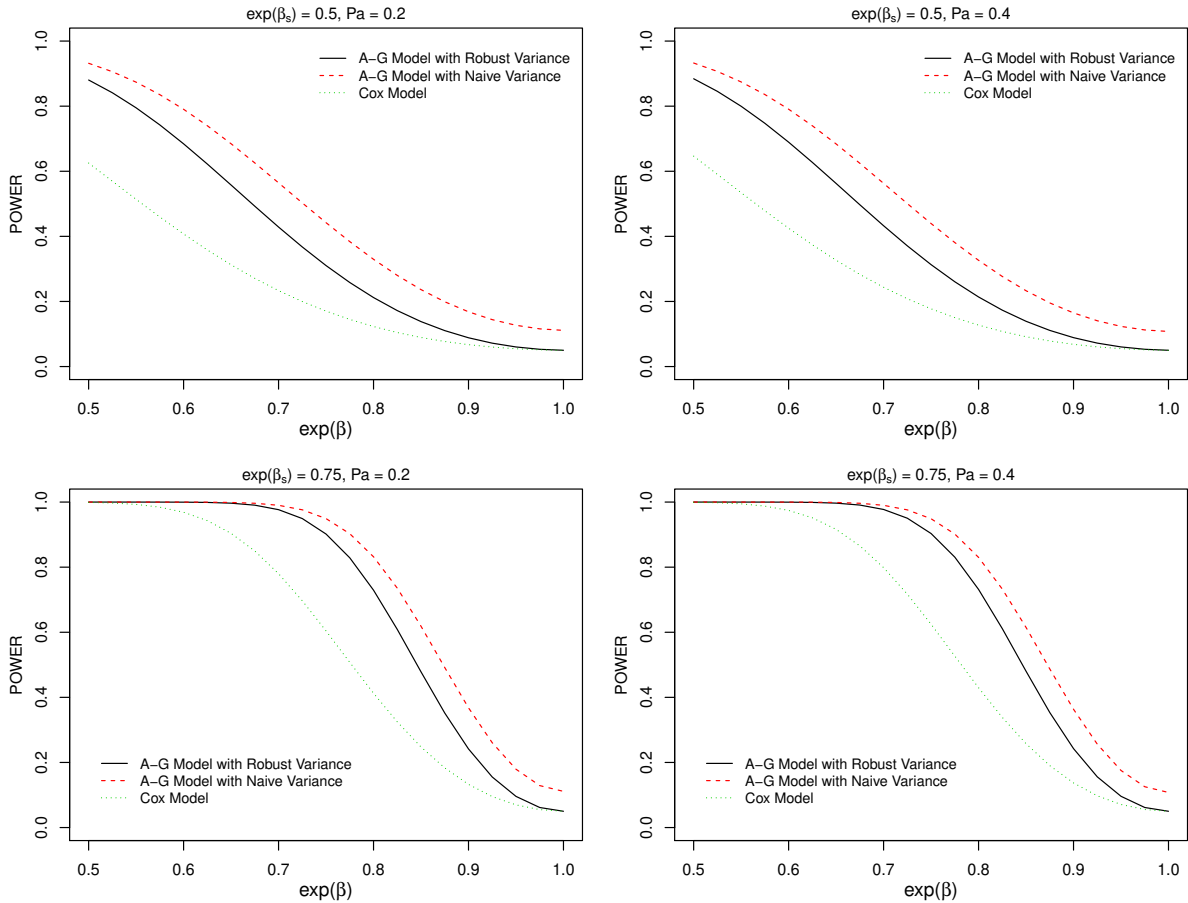 exp(βs) = 0.5, Pa = 0.2
POWER
1.0
0.8
0.6
0.4
0.2
0.0
A−G Model with Robust Variance
A−G Model with Naive Variance
Cox Model
0.5 0.6 0.7 0.8 0.9 1.0
exp(β)
exp(βs) = 0.5, Pa = 0.4
POWER
1.0
0.8
0.6
0.4
0.2
0.0
A−G Model with Robust Variance
A−G Model with Naive Variance
Cox Model
0.5 0.6 0.7 0.8 0.9 1.0
exp(β)
exp(βs) = 0.75, Pa = 0.2
POWER
1.0
0.8
0.6
0.4
0.2
0.0
A−G Model with Robust Variance
A−G Model with Naive Variance
Cox Model
0.5 0.6 0.7 0.8 0.9 1.0
exp(β)
exp(βs) = 0.75, Pa = 0.4
POWER
1.0
0.8
0.6
0.4
0.2
0.0
A−G Model with Robust Variance
A−G Model with Naive Variance
Cox Model
0.5 0.6 0.7 0.8 0.9 1.0
exp(β)